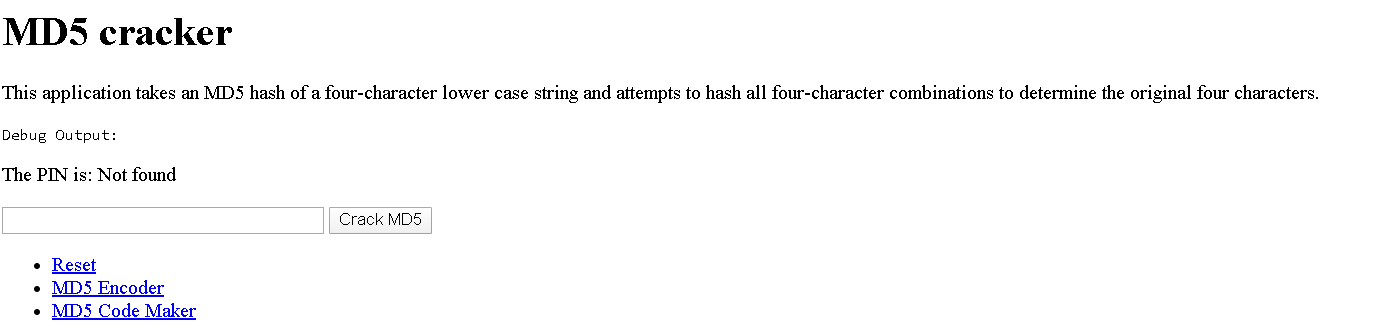 MD5 cracker
This application takes an MD5 hash of a four-character lower case string and attempts to hash all four-character combinations to determine the original four characters.
Debug Output:
The PIN is: Not found
Crack MD5
Reset
MD5 Encoder
MD5 Code Maker